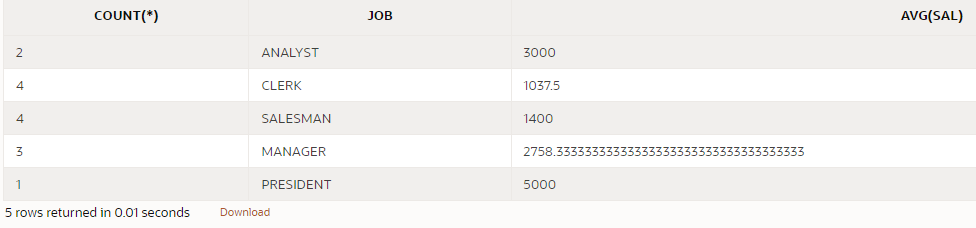 COUNT(*) JOB AVG(SAL)
2 ANALYST 3000
4 CLERK 1037.5
4 SALESMAN 1400
3 MANAGER 2758.33333333333333333333333333333333333
1 PRESIDENT 5000
5 rows returned in 0.01 seconds Download